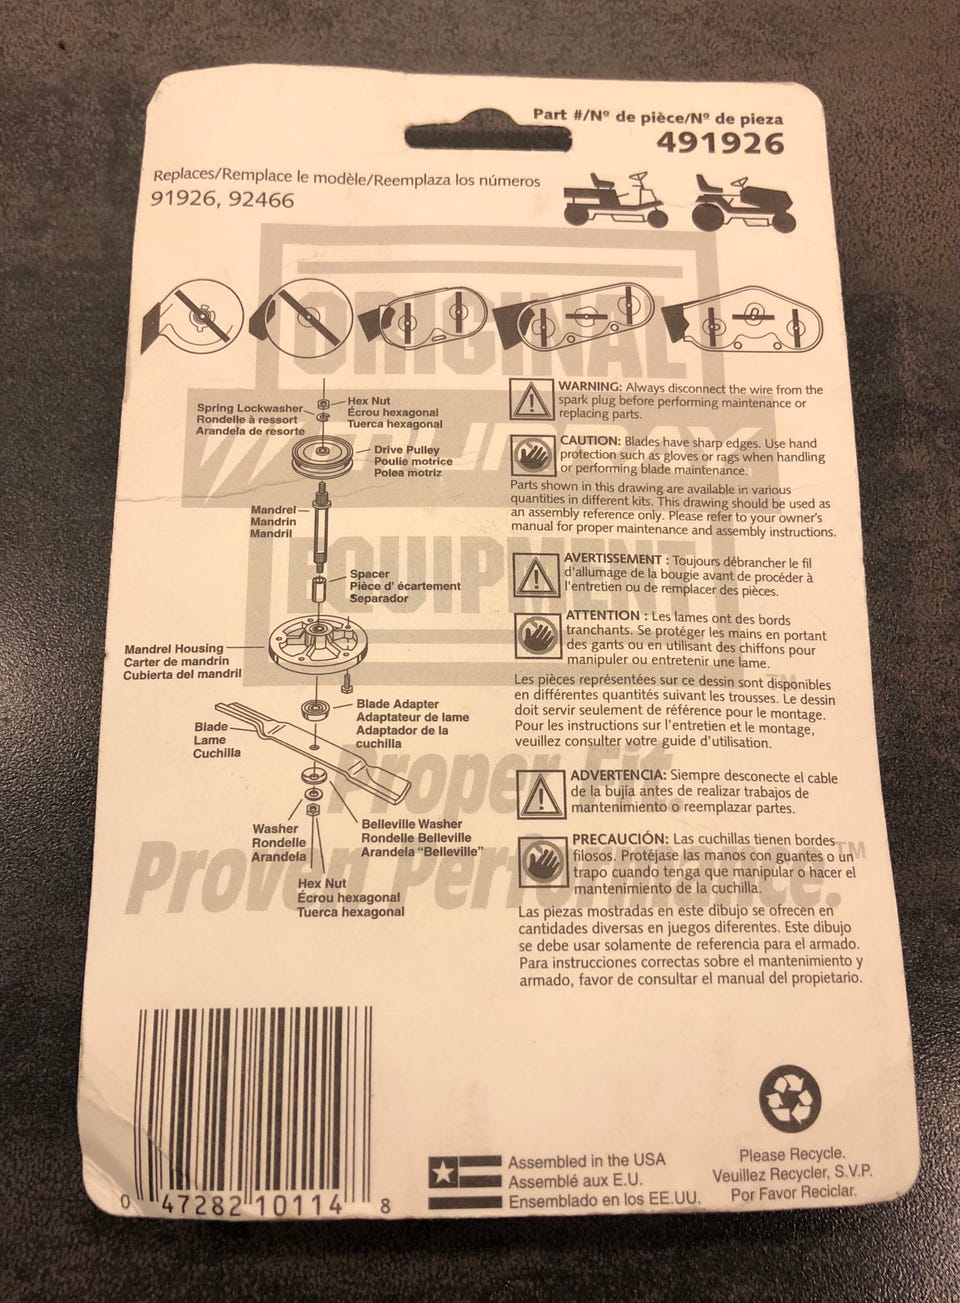 Part #/Nº de pièce/Nº de pieza
491926
Replaces/Remplace le modèle/Reemplaza los números
91926, 92466
ORIGINAL
MURRAY
EQUIPMENT
TM
Proper Fit.
Proven Performance.TM
Spring Lockwasher
Rondelle à ressort
Arandela de resorte
Hex Nut
Écrou hexagonal
Tuerca hexagonal
Drive Pulley
Poulie motrice
Polea motriz
Mandrel
Mandrin
Mandril
Spacer
Pièce d' écartement
Separador
Mandrel Housing
Carter de mandrin
Cubierta del mandril
Blade Adapter
Adaptateur de lame
Adaptador de la
cuchilla
Blade
Lame
Cuchilla
Washer
Rondelle
Arandela
Belleville Washer
Rondelle Belleville
Arandela “Belleville”
Hex Nut
Écrou hexagonal
Tuerca hexagonal
WARNING: Always disconnect the wire from the
spark plug before performing maintenance or
replacing parts.
CAUTION: Blades have sharp edges. Use hand
protection such as gloves or rags when handling
or performing blade maintenance.
Parts shown in this drawing are available in various
quantities in different kits. This drawing should be used as
an assembly reference only. Please refer to your owner's
manual for proper maintenance and assembly instructions.
AVERTISSEMENT : Toujours débrancher le fil
d'allumage de la bougie avant de procéder à
l'entretien ou de remplacer des pièces.
ATTENTION : Les lames ont des bords
tranchants. Se protéger les mains en portant
des gants ou en utilisant des chiffons pour
manipuler ou entretenir une lame.
Les pièces représentées sur ce dessin sont disponibles
en différentes quantités suivant les trousses. Le dessin
doit servir seulement de référence pour le montage.
Pour les instructions sur l'entretien et le montage,
veuillez consulter votre guide d'utilisation.
ADVERTENCIA: Siempre desconecte el cable
de la bujía antes de realizar trabajos de
mantenimiento o reemplazar partes.
PRECAUCIÓN: Las cuchillas tienen bordes
filosos. Protéjase las manos con guantes o un
trapo cuando tenga que manipular o hacer el
mantenimiento de la cuchilla.
Las piezas mostradas en este dibujo se ofrecen en
cantidades diversas en juegos diferentes. Este dibujo
se debe usar solamente de referencia para el armado.
Para instrucciones correctas sobre el mantenimiento y
armado, favor de consultar el manual del propietario.
0 47282 10114 8
Assembled in the USA
Assemblé aux E.U.
Ensemblado en los EE.UU.
Please Recycle.
Veuillez Recycler, S.V.P.
Por Favor Reciclar.